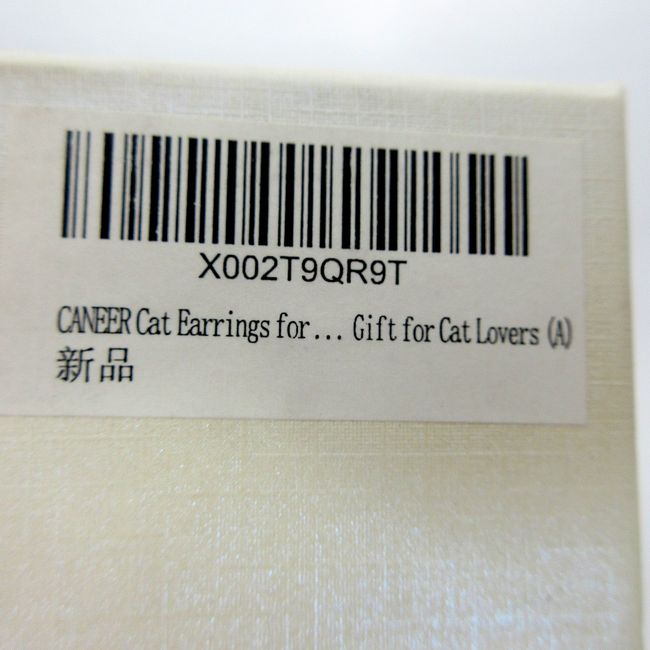 X002T9QR9T
CANEER Cat Earrings for... Gift for Cat Lovers (A)
新品